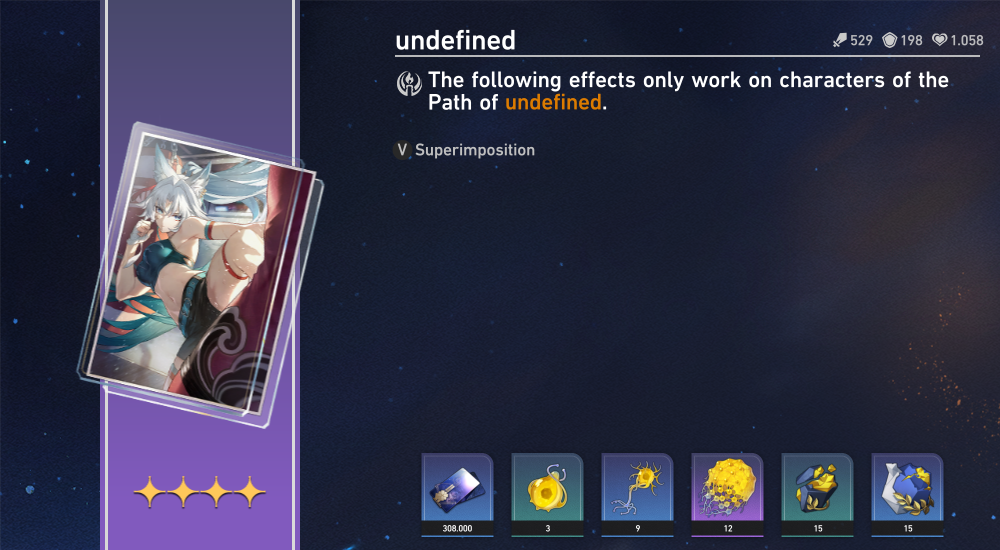 undefined
529 198 1.058
The following effects only work on characters of the
Path of undefined.
V Superimposition
308.000 3 9 12 15 15